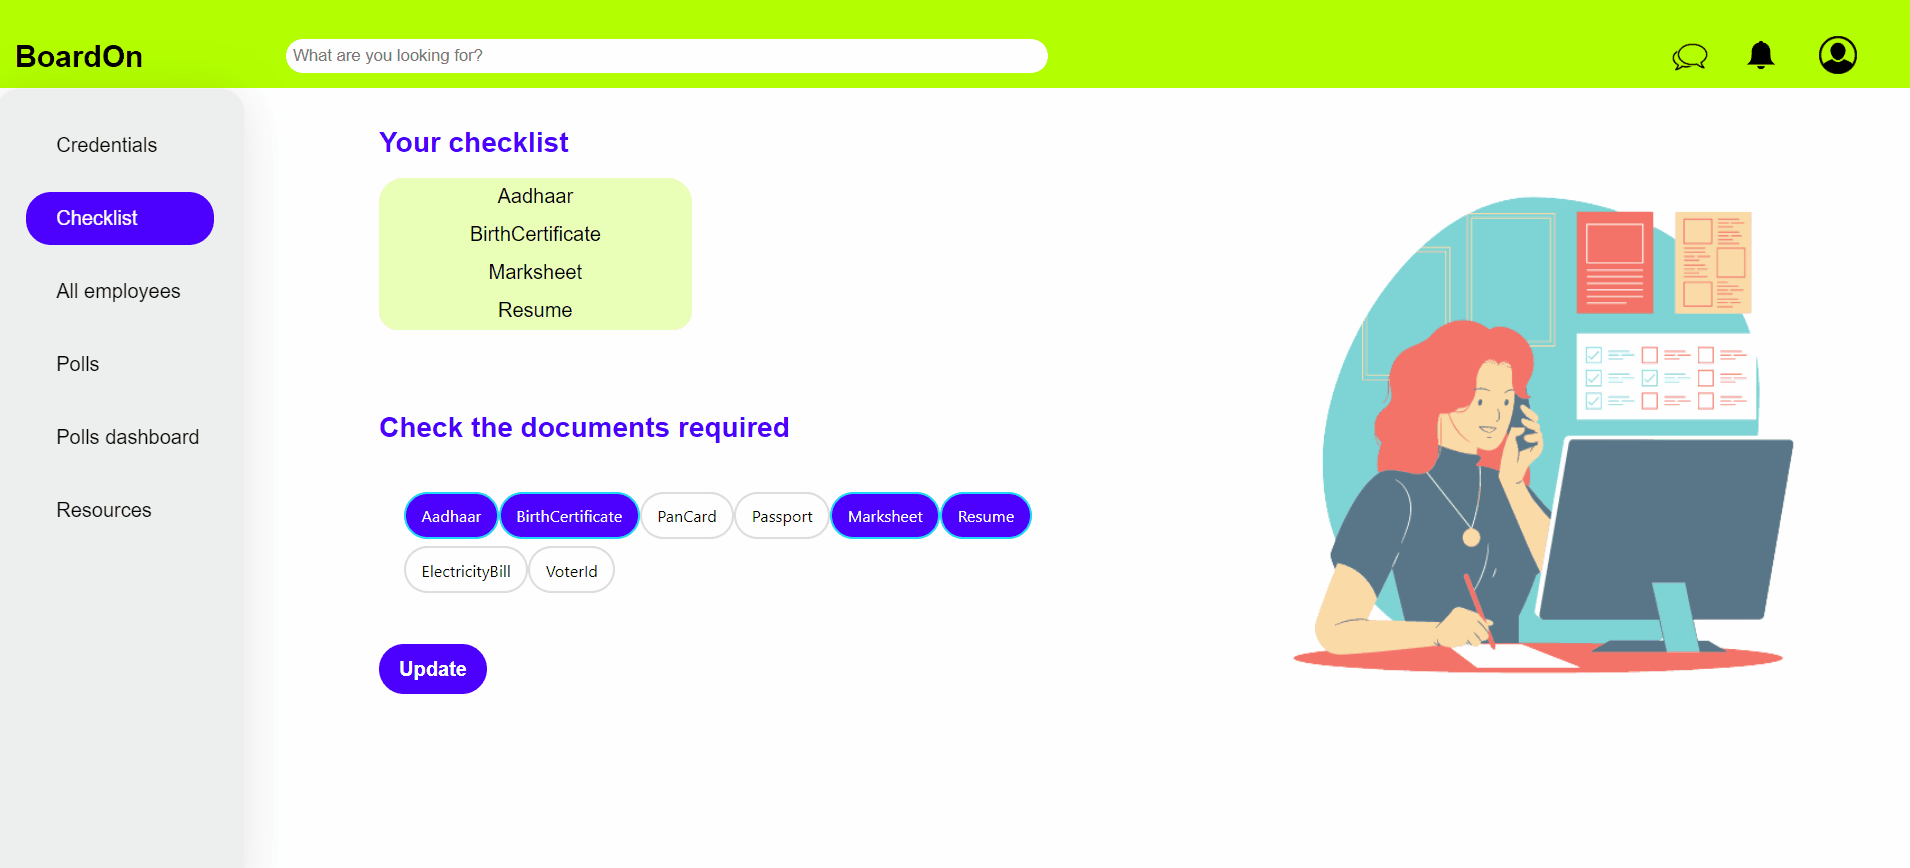 BoardOn
What are you looking for?
Credentials
Checklist
All employees
Polls
Polls dashboard
Resources
Your checklist
Aadhaar
BirthCertificate
Marksheet
Resume
Check the documents required
Aadhaar BirthCertificate PanCard Passport Marksheet Resume
ElectricityBill VoterId
Update